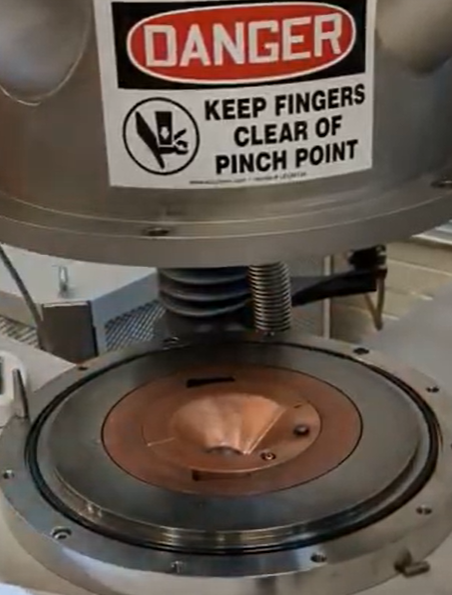 DANGER
KEEP FINGERS
CLEAR OF
PINCH POINT